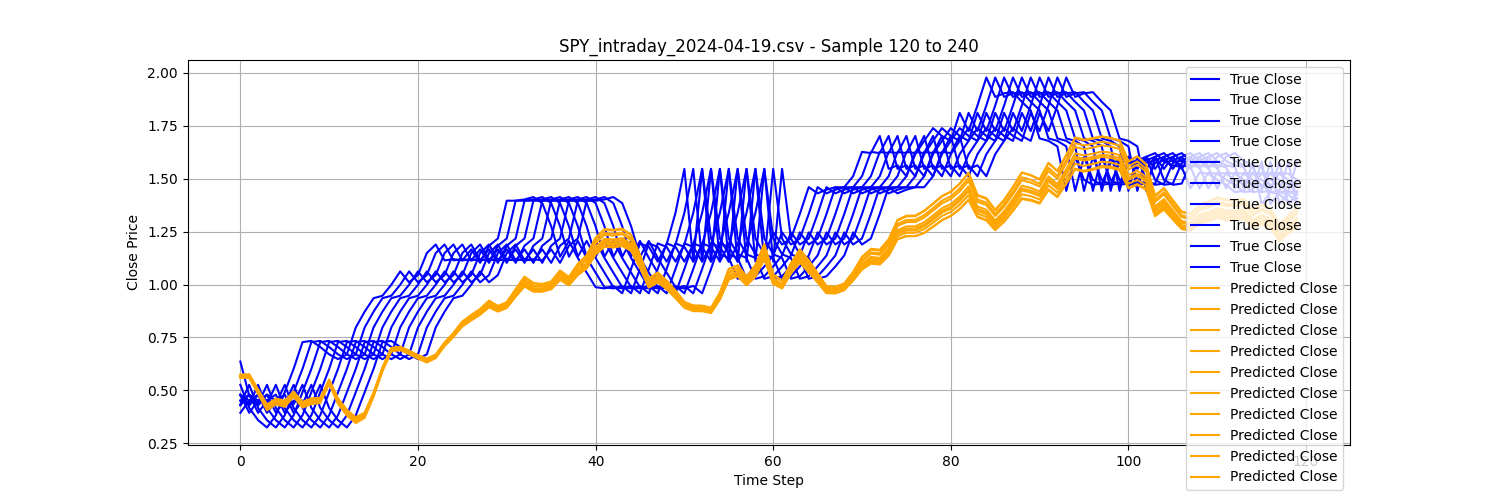 SPY_intraday_2024-04-19.csv - Sample 120 to 240
Close Price
2.00
1.75
1.50
1.25
1.00
0.75
0.50
0.25
0
20
40
60
80
100
120
Time Step
True Close
True Close
True Close
True Close
True Close
True Close
True Close
True Close
True Close
True Close
Predicted Close
Predicted Close
Predicted Close
Predicted Close
Predicted Close
Predicted Close
Predicted Close
Predicted Close
Predicted Close
Predicted Close